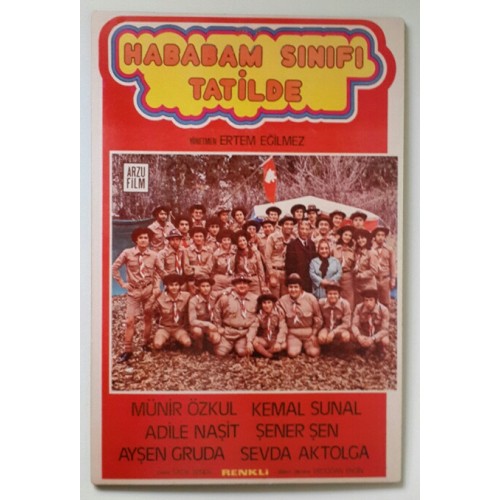 HABABAM SINIFI
TATİLDE
YÖNETMEN ERTEM EĞİLMEZ
ARZU
FİLM
MÜNİR ÖZKUL KEMAL SUNAL
ADİLE NAŞİT ŞENER ŞEN
AYŞEN GRUDA SEVDA AKTOLGA
RENKLİ